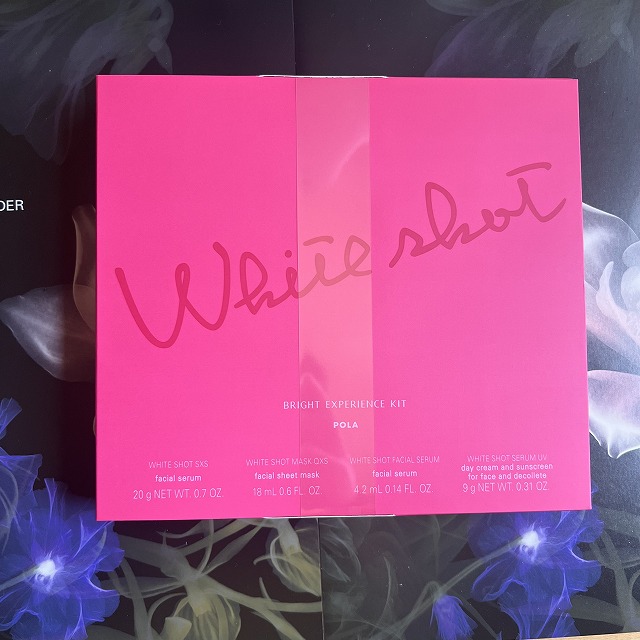 DER
White shot
BRIGHT EXPERIENCE KIT
POLA
WHITE SHOT SXS
facial serum
20 g NET WT. 0.7 OZ.
WHITE SHOT MASK QXS
facial sheet mask
18 mL 0.6 FL. OZ.
WHITE SHOT FACIAL SERUM
facial serum
4.2 mL 0.14 FL. OZ.
WHITE SHOT SERUM UV
day cream and sunscreen
for face and decollete
9 g NET WT. 0.31 OZ.